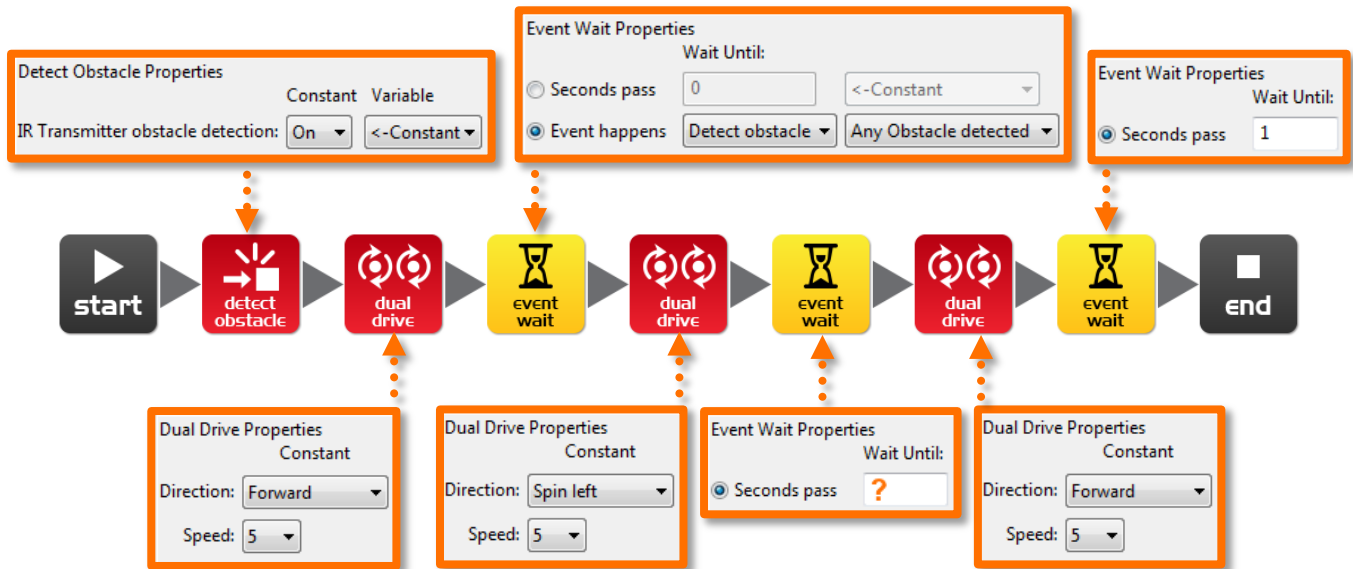 Detect Obstacle Properties
Constant Variable
IR Transmitter obstacle detection: On <-Constant
Event Wait Properties
Wait Until:
Seconds pass 0 <-Constant
Event happens Detect obstacle Any Obstacle detected
Event Wait Properties
Wait Until:
Seconds pass 1
start
detect
obstacle
dual
drive
event
wait
dual
drive
event
wait
dual
drive
event
wait
end
Dual Drive Properties
Constant
Direction: Forward
Speed: 5
Dual Drive Properties
Constant
Direction: Spin left
Speed: 5
Event Wait Properties
Wait Until:
Seconds pass ?
Dual Drive Properties
Constant
Direction: Forward
Speed: 5